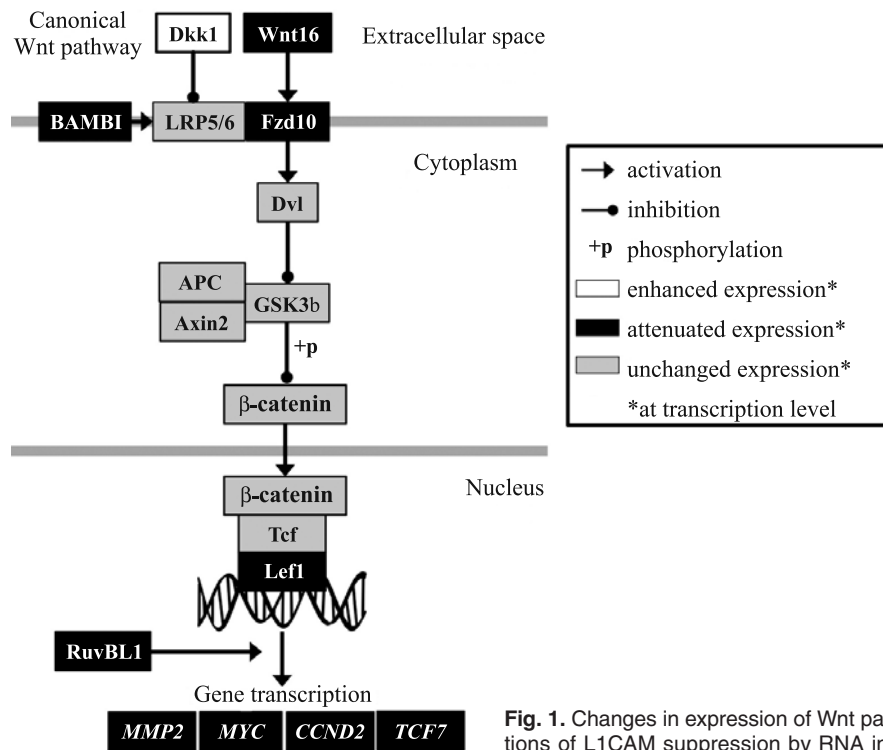 Canonical
Wnt pathway
Dkk1
Wnt16
Extracellular space
BAMBI
LRP5/6
Fzd10
Cytoplasm
Dvl
APC
Axin2
GSK3b
+p
β-catenin
Nucleus
β-catenin
Tcf
Lef1
RuvBL1
Gene transcription
MMP2
MYC
CCND2
TCF7
activation
inhibition
+p phosphorylation
enhanced expression*
attenuated expression*
unchanged expression*
*at transcription level
Fig. 1. Changes in expression of Wnt pa
tions of L1CAM suppression by RNA in